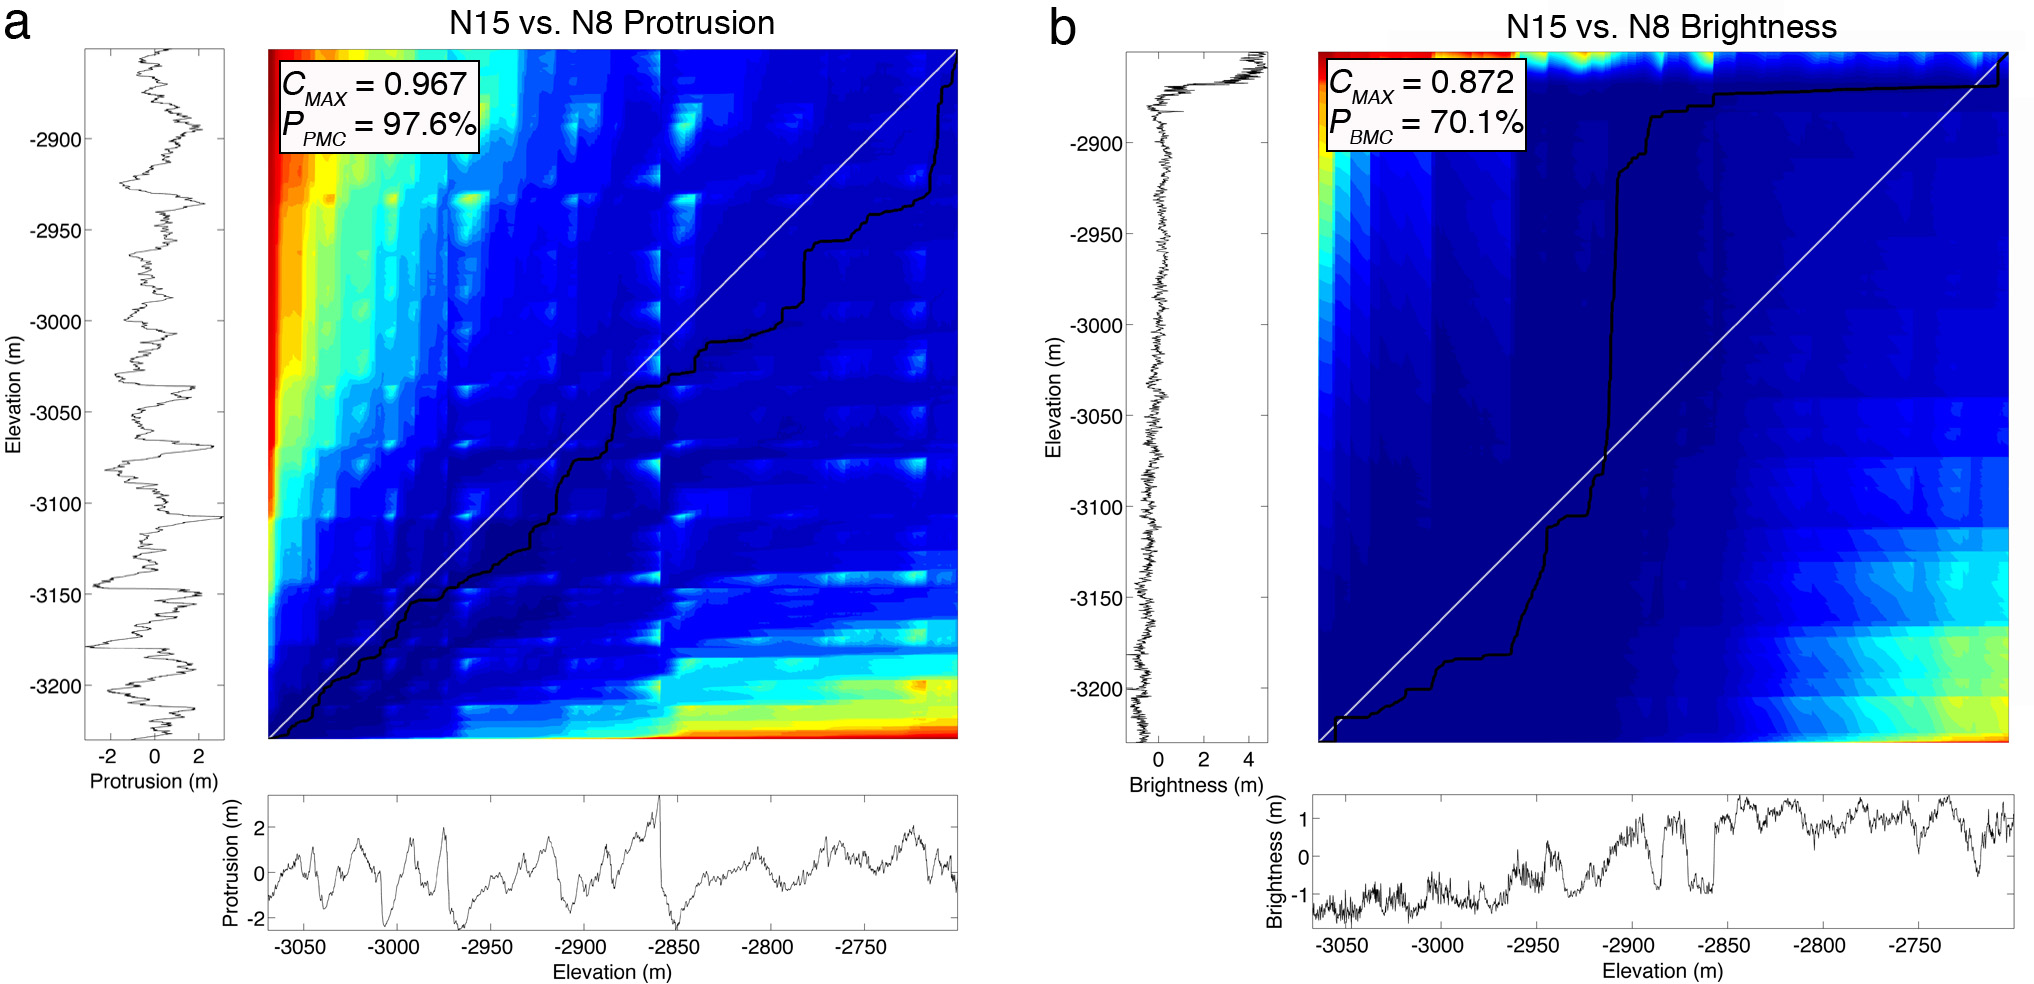 a
N15 vs. N8 Protrusion
C_MAX = 0.967
P_PMC = 97.6%
Elevation (m)
-2900
-2950
-3000
-3050
-3100
-3150
-3200
-2 0 2
Protrusion (m)
Protrusion (m)
2
0
-2
-3050 -3000 -2950 -2900 -2850 -2800 -2750
Elevation (m)
b
N15 vs. N8 Brightness
C_MAX = 0.872
P_BMC = 70.1%
Elevation (m)
-2900
-2950
-3000
-3050
-3100
-3150
-3200
0 2 4
Brightness (m)
Brightness (m)
1
0
-1
-3050 -3000 -2950 -2900 -2850 -2800 -2750
Elevation (m)